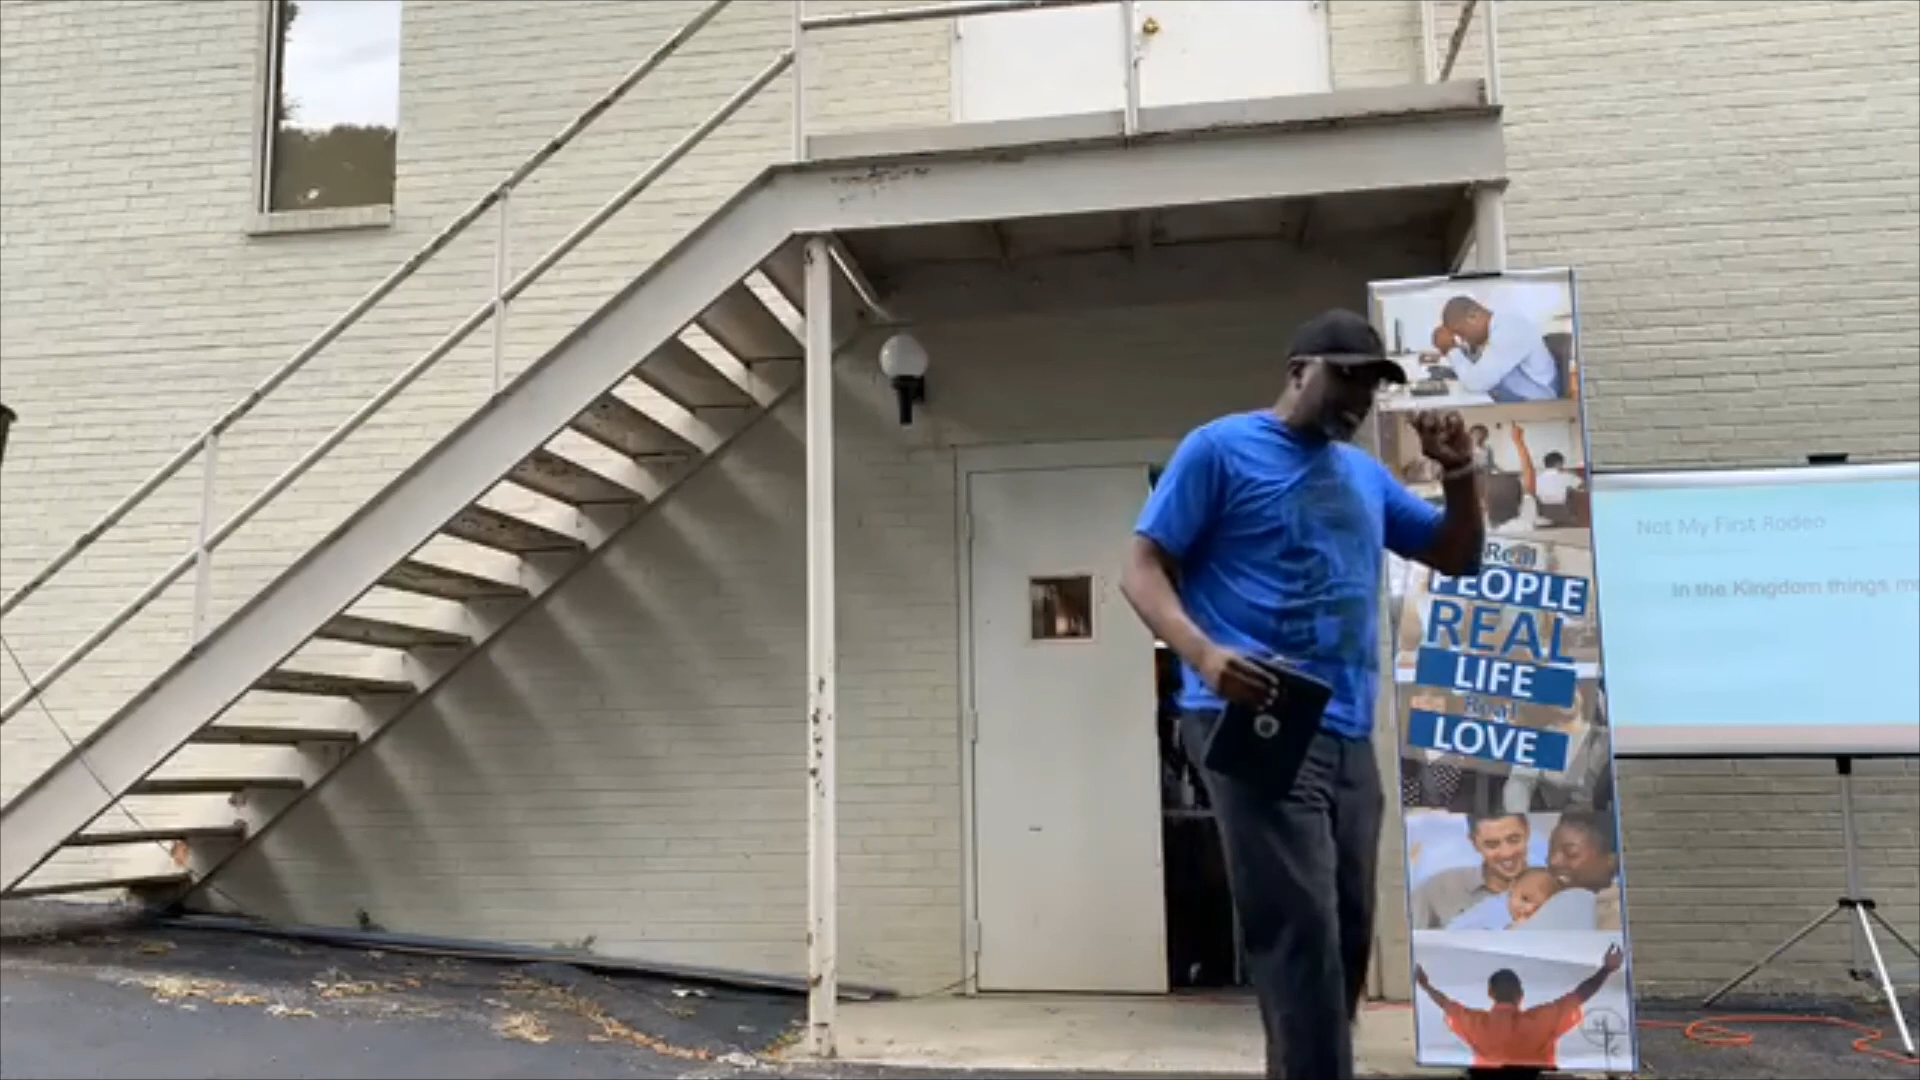 Real
PEOPLE
REAL
LIFE
Real
LOVE
Not My First Rodeo
In the Kingdom things